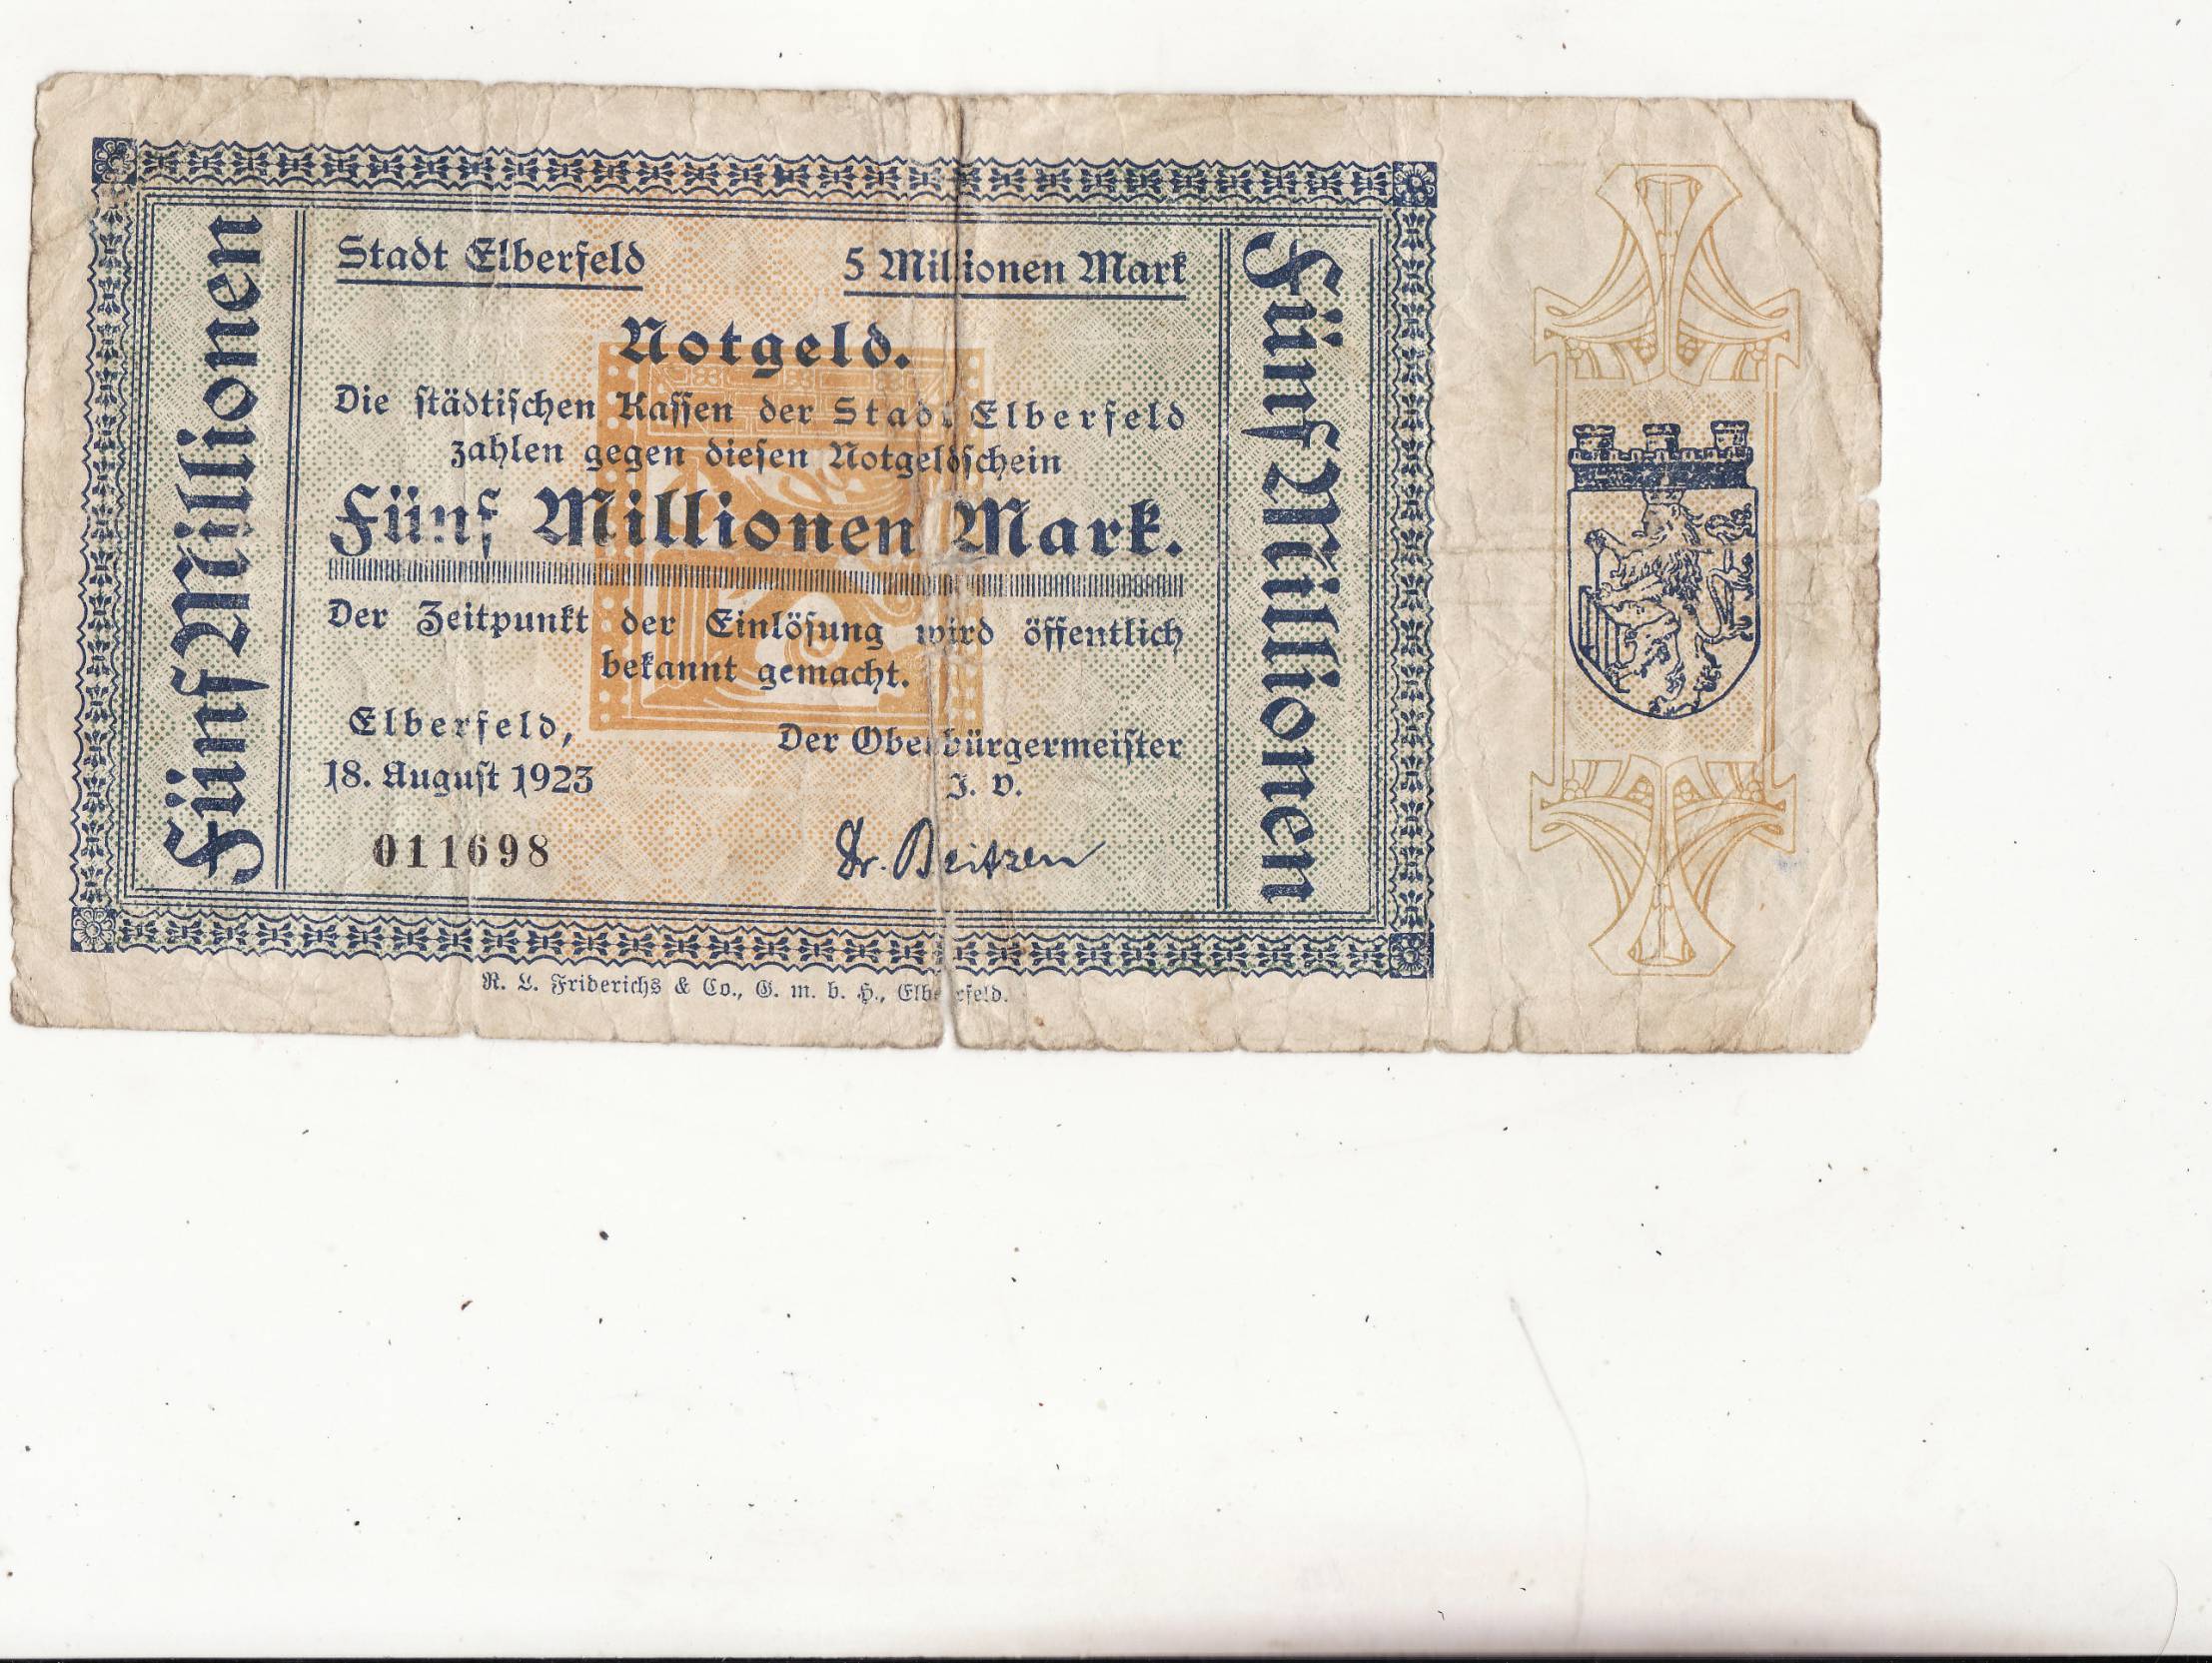 Fünf Millionen
Stadt Elberfeld 5 Millionen Mark
Notgeld.
Die städtischen Kassen der Stadt Elberfeld
zahlen gegen diesen Notgeldschein
Fünf Millionen Mark.
Der Zeitpunkt der Einlösung wird öffentlich
bekannt gemacht.
Elberfeld, Der Oberbürgermeister
18. August 1923 J. V.
011698 Dr. Beitzen
Fünf Millionen
R. L. Friderichs & Co., G. m. b. H., Elberfeld.